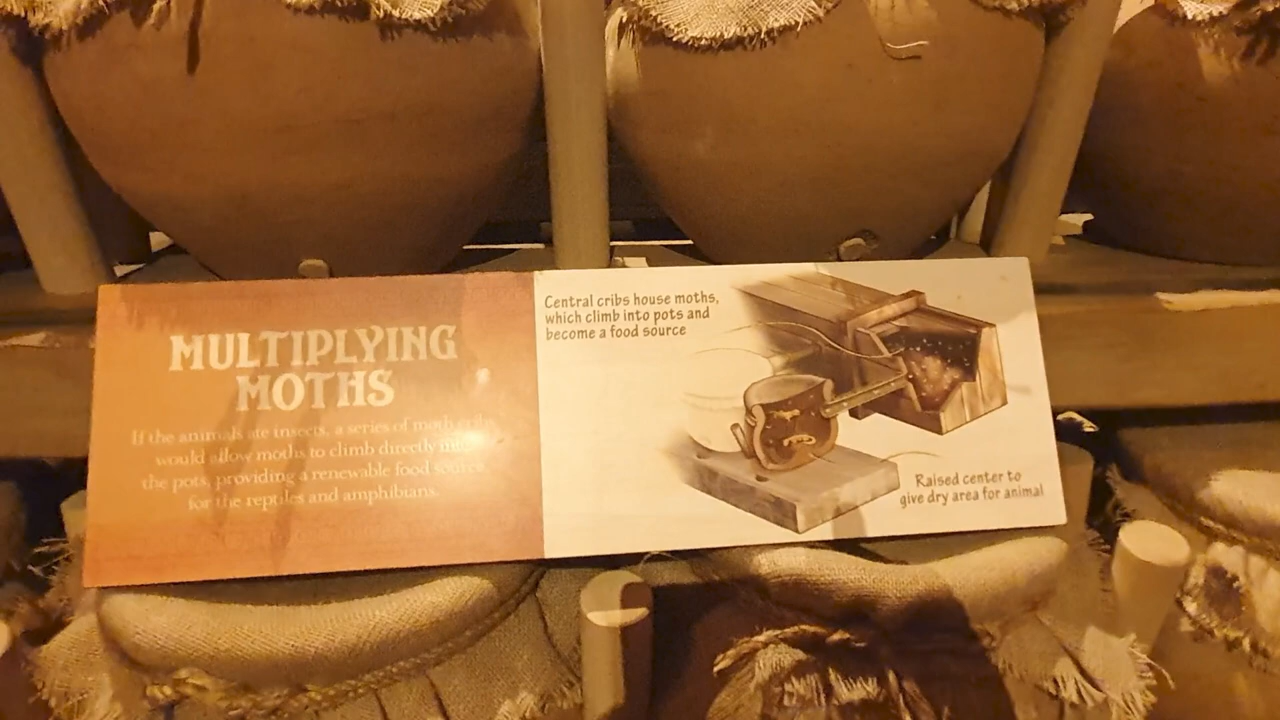 MULTIPLYING
MOTHS
If the animals ate insects, a series of moth cribs
would allow moths to climb directly into
the pots, providing a renewable food source
for the reptiles and amphibians.
Central cribs house moths,
which climb into pots and
become a food source
Raised center to
give dry area for animal